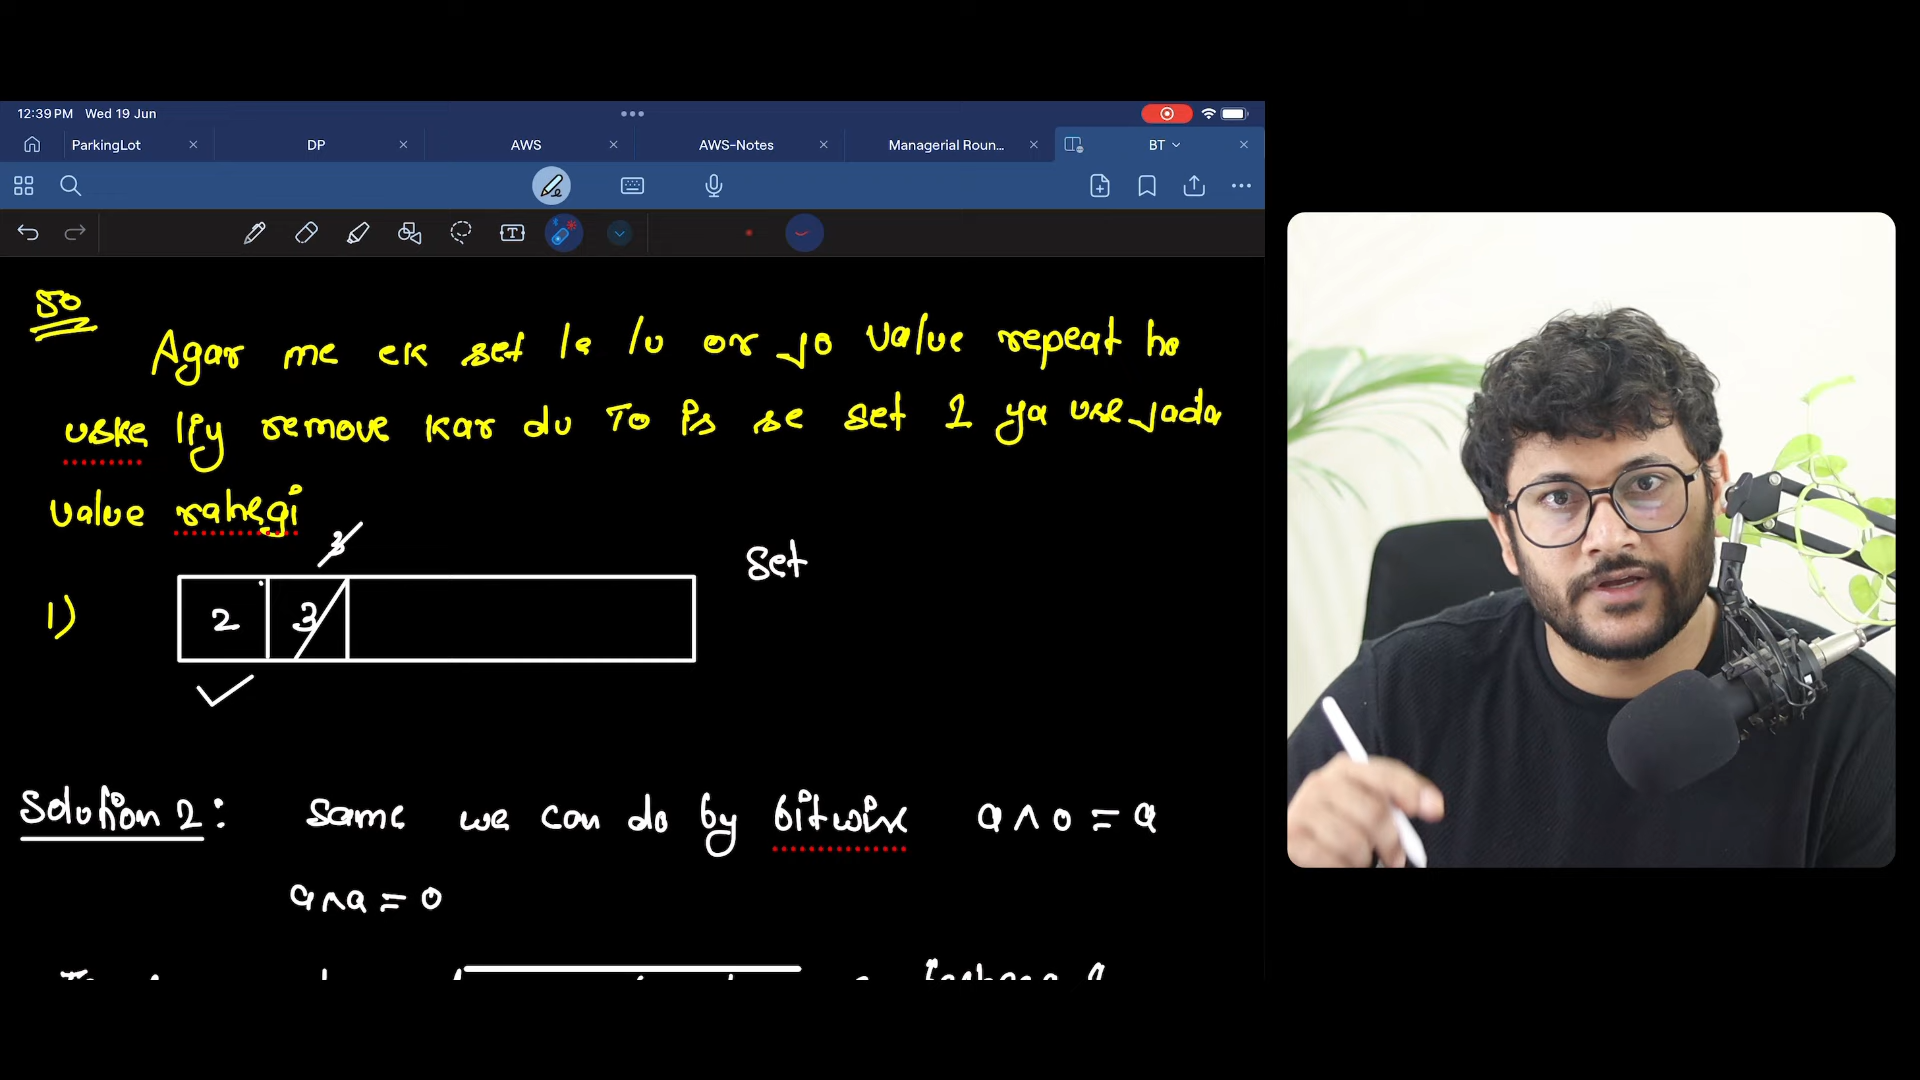 12:39 PM Wed 19 Jun
ParkingLot
DP
AWS
AWS-Notes
Managerial Roun...
BT
T
So
Agar me ek set le lu or jo value repeat ho
uske liy remove kar du To is se set 1 ya use jada
value rahegi
3
set
1)
2
3
Solution 2: Same we can do by bitwise a ^ 0 = a
a ^ a = 0